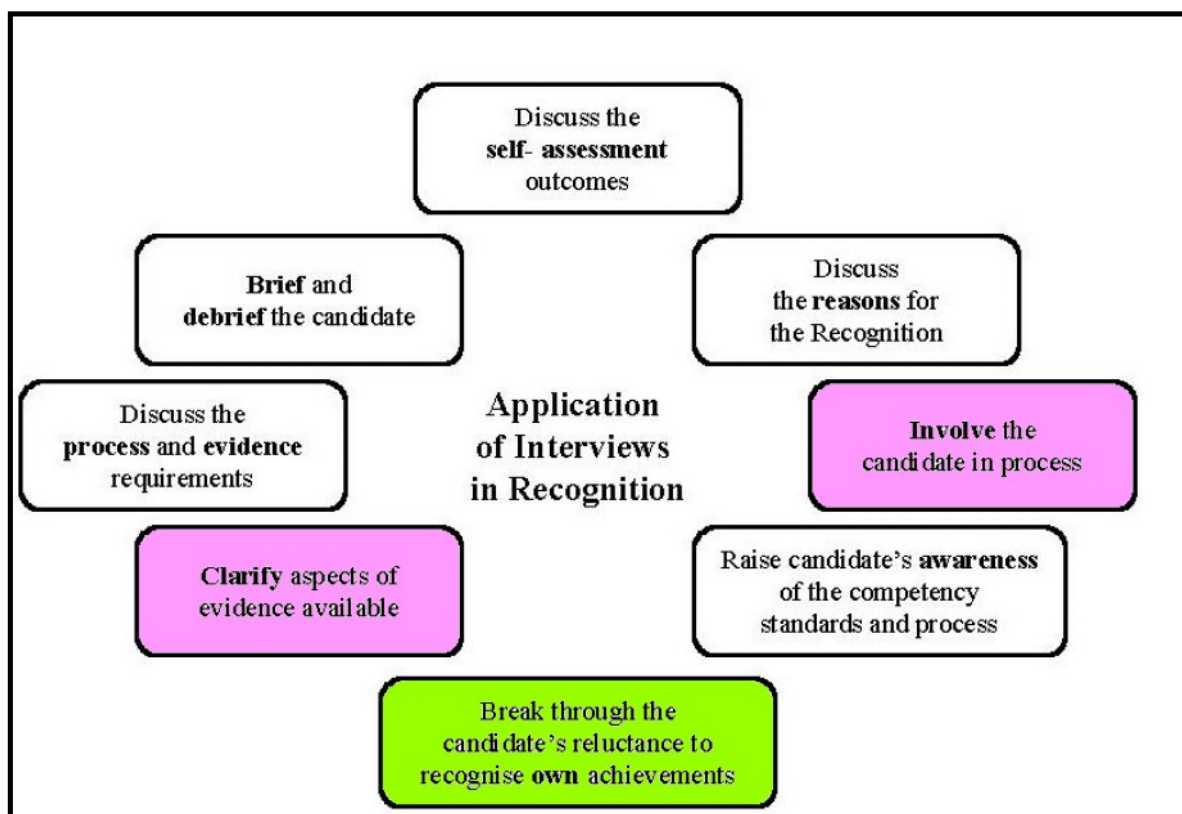 Discuss the
self- assessment
outcomes
Brief and
debrief the candidate
Discuss
the reasons for
the Recognition
Discuss the
process and evidence
requirements
Application
of Interviews
in Recognition
Involve the
candidate in process
Clarify aspects of
evidence available
Raise candidate's awareness
of the competency
standards and process
Break through the
candidate's reluctance to
recognise own achievements